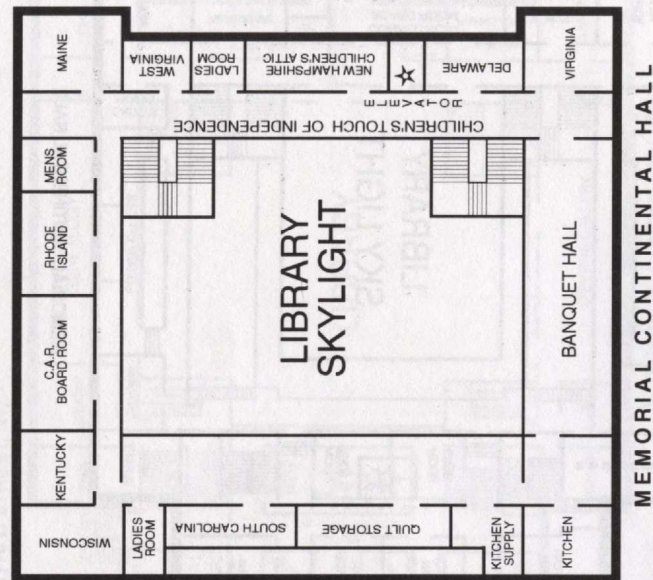 MAINE
WEST
VIRGINIA
LADIES
ROOM
NEW HAMPSHIRE
CHILDREN'S ATTIC
DELAWARE
VIRGINIA
ELEVATOR
CHILDREN'S TOUCH OF INDEPENDENCE
MENS
ROOM
RHODE
ISLAND
C.A.R.
BOARD ROOM
KENTUCKY
LIBRARY
SKYLIGHT
BANQUET HALL
WISCONSIN
LADIES
ROOM
SOUTH CAROLINA
QUILT STORAGE
KITCHEN
SUPPLY
KITCHEN
MEMORIAL CONTINENTAL HALL